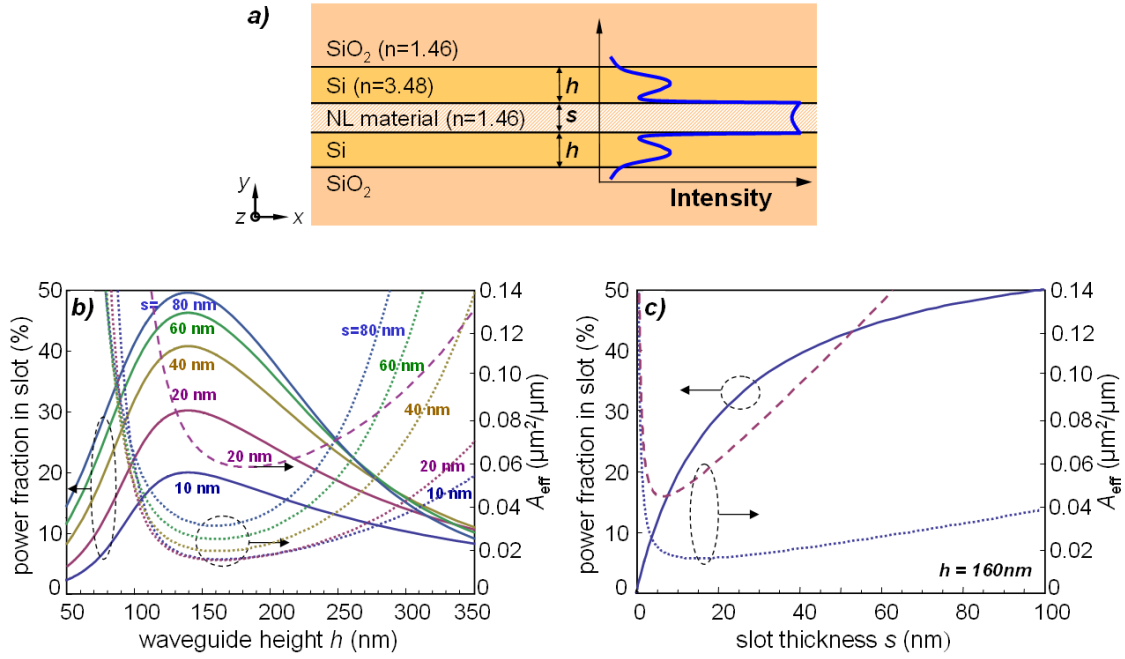 a)
SiO2 (n=1.46)
Si (n=3.48)
h
NL material (n=1.46)
s
Si
h
SiO2
y
z
x
Intensity
b)
50
40
30
20
10
0
power fraction in slot (%)
s= 80 nm
60 nm
40 nm
20 nm
10 nm
s=80 nm
60 nm
40 nm
20 nm
20 nm
10 nm
0.14
0.12
0.10
0.08
0.06
0.04
0.02
0
Aeff (µm2/µm)
50 100 150 200 250 300 350
waveguide height h (nm)
c)
50
40
30
20
10
0
power fraction in slot (%)
0.14
0.12
0.10
0.08
0.06
0.04
0.02
0
Aeff (µm2/µm)
h = 160nm
0 20 40 60 80 100
slot thickness s (nm)